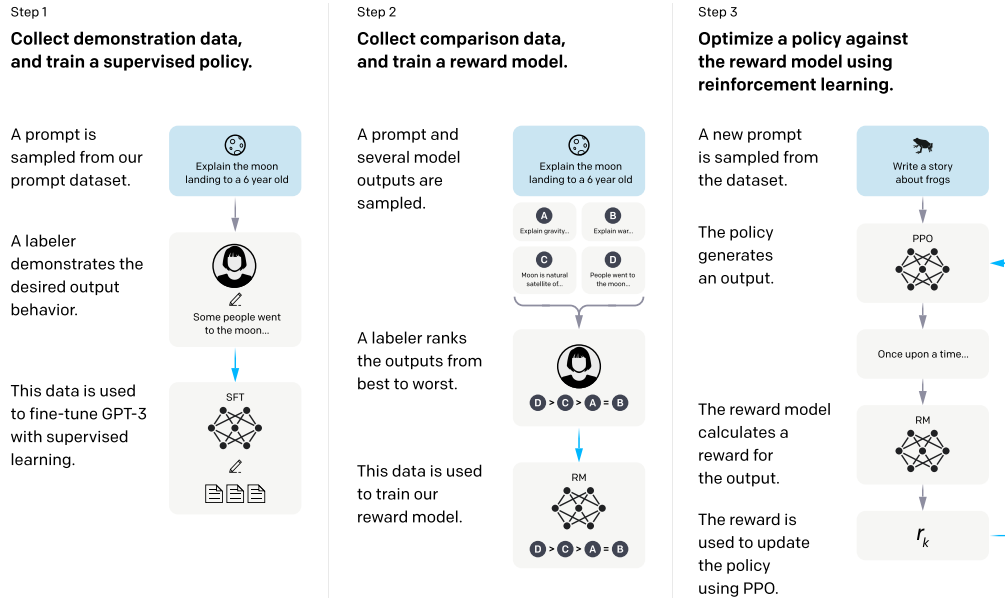 Step 1
Collect demonstration data,
and train a supervised policy.
A prompt is
sampled from our
prompt dataset.
Explain the moon
landing to a 6 year old
A labeler
demonstrates the
desired output
behavior.
Some people went
to the moon...
This data is used
to fine-tune GPT-3
with supervised
learning.
SFT
Step 2
Collect comparison data,
and train a reward model.
A prompt and
several model
outputs are
sampled.
Explain the moon
landing to a 6 year old
A
Explain gravity...
B
Explain war...
C
Moon is natural
satellite of...
D
People went to
the moon...
A labeler ranks
the outputs from
best to worst.
D > C > A = B
This data is used
to train our
reward model.
RM
D > C > A = B
Step 3
Optimize a policy against
the reward model using
reinforcement learning.
A new prompt
is sampled from
the dataset.
Write a story
about frogs
The policy
generates
an output.
PPO
Once upon a time...
The reward model
calculates a
reward for
the output.
RM
The reward is
used to update
the policy
using PPO.
rk